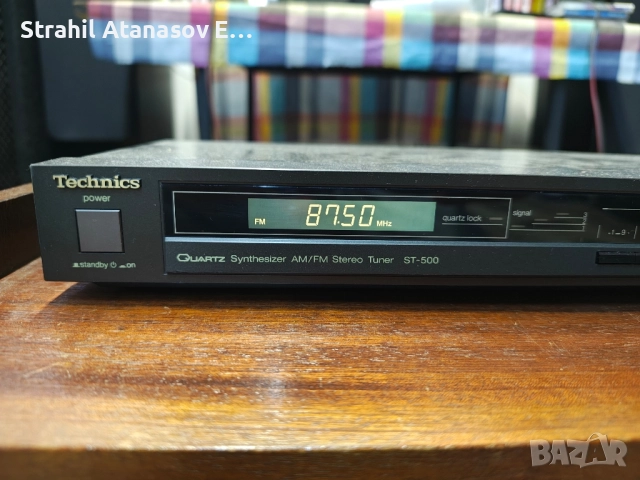 Strahil Atanasov E...
Technics
power
standby on
FM 87.50 MHz
quartz lock
signal
QUARTZ Synthesizer AM/FM Stereo Tuner ST-500
BAZAR